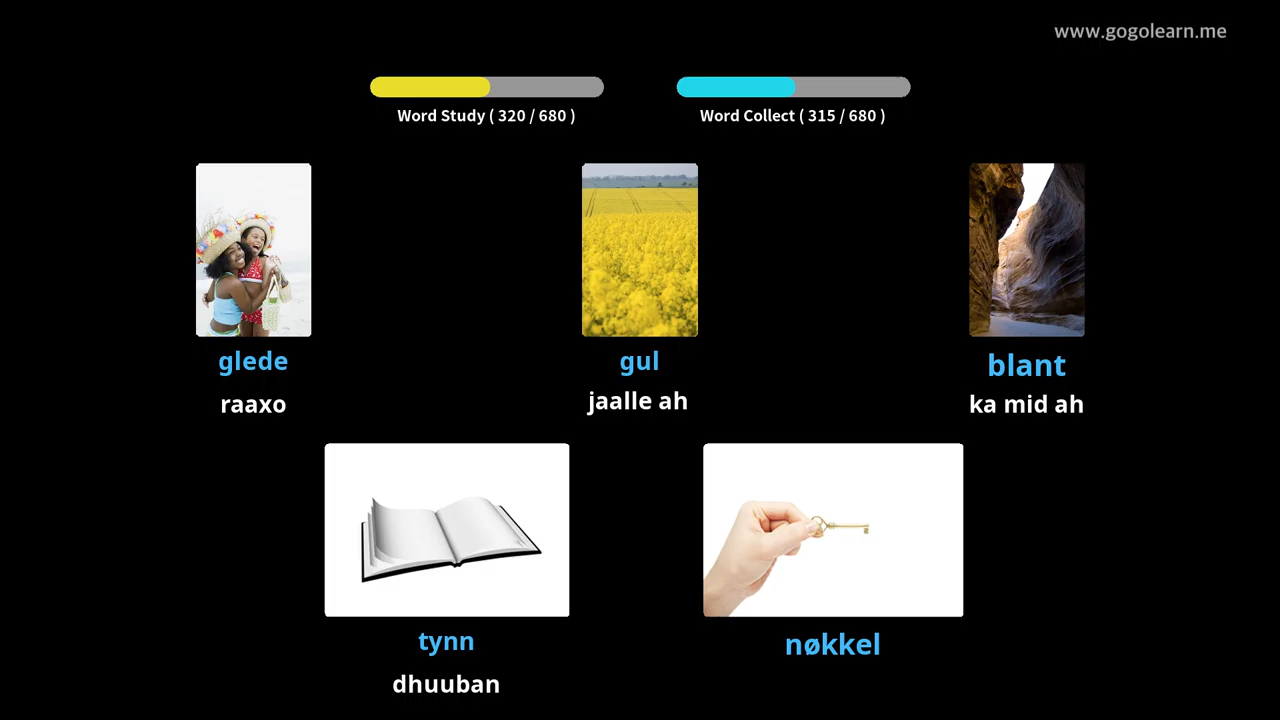 www.gogolearn.me
Word Study ( 320 / 680 )
Word Collect ( 315 / 680 )
glede
raaxo
gul
jaalle ah
blant
ka mid ah
tynn
dhuuban
nøkkel